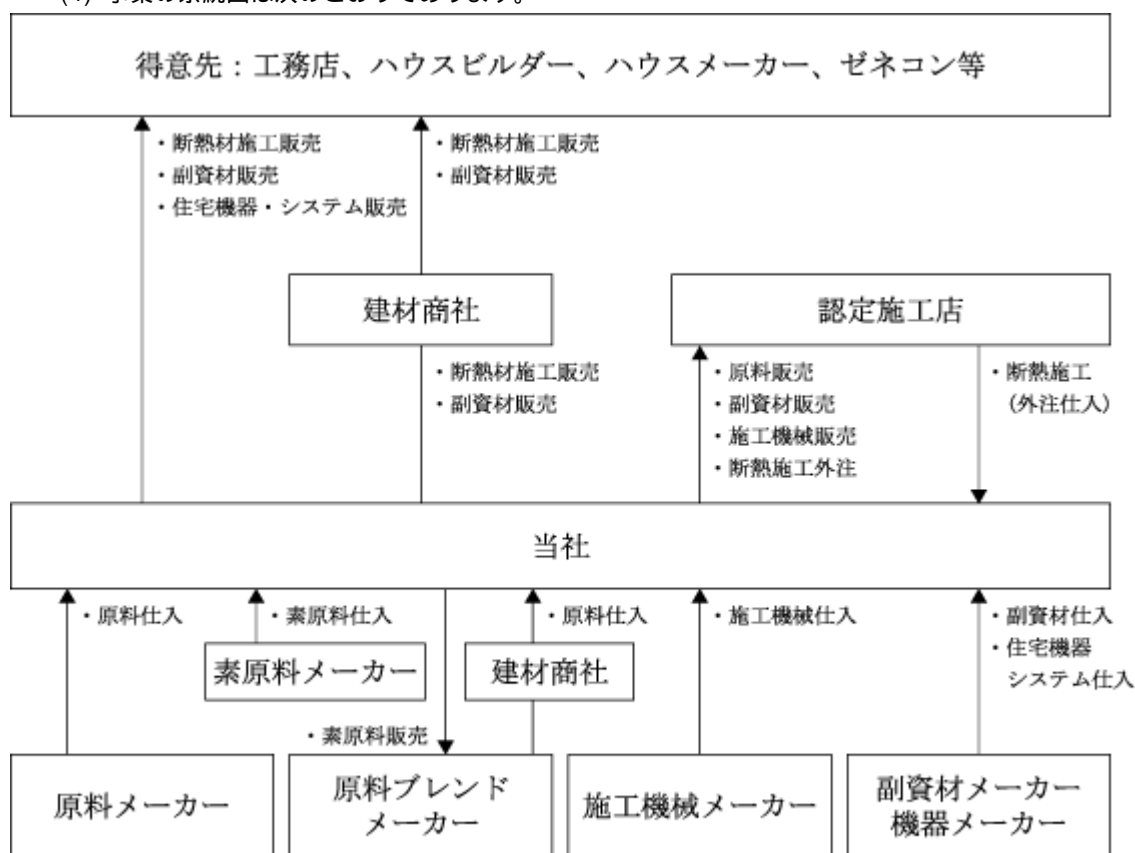 (4) 事業の系統図は次のとおりであります。
得意先：工務店、ハウスビルダー、ハウスメーカー、ゼネコン等
・断熱材施工販売
・副資材販売
・住宅機器・システム販売
・断熱材施工販売
・副資材販売
建材商社
認定施工店
・断熱材施工販売
・副資材販売
・原料販売
・副資材販売
・施工機械販売
・断熱施工外注
・断熱施工
（外注仕入）
当社
・原料仕入
・素原料仕入
・原料仕入
・施工機械仕入
・副資材仕入
・住宅機器
システム仕入
素原料メーカー
建材商社
・素原料販売
原料メーカー
原料ブレンド
メーカー
施工機械メーカー
副資材メーカー
機器メーカー